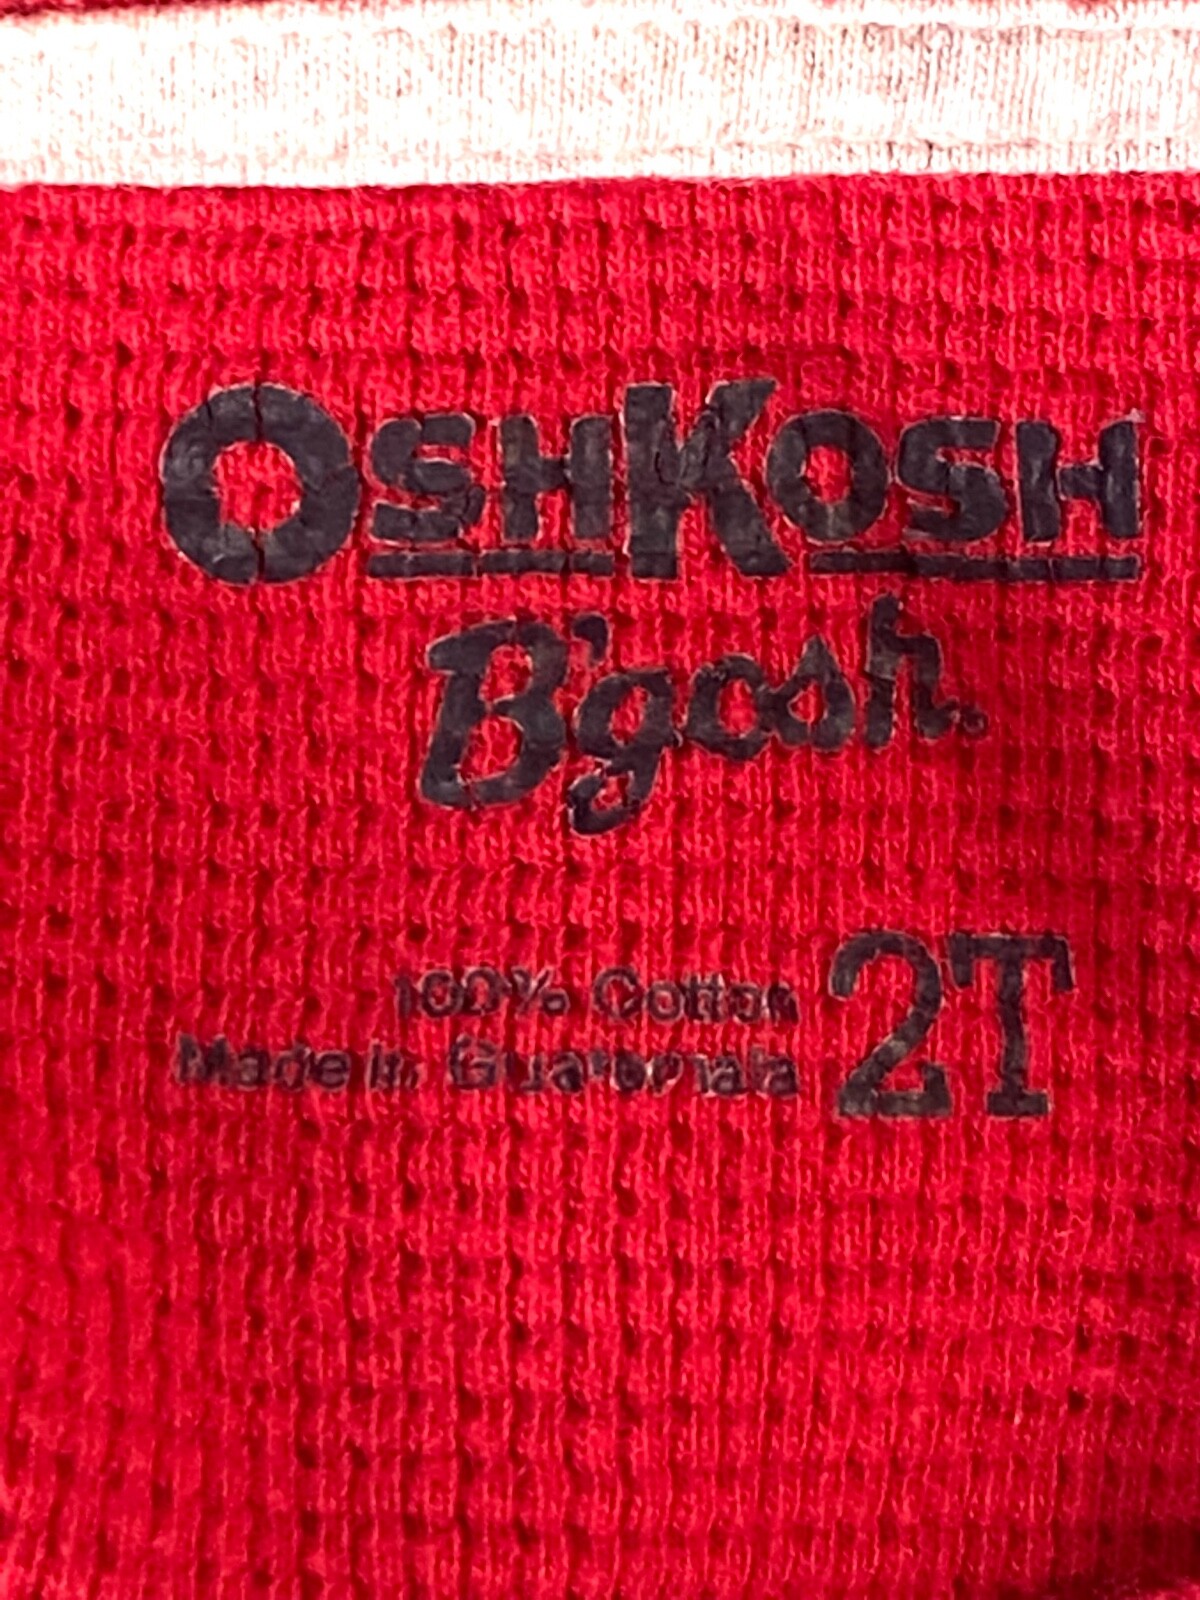 OSHKOSH
B'gosh
100% Cotton
Made in Guatemala
2T